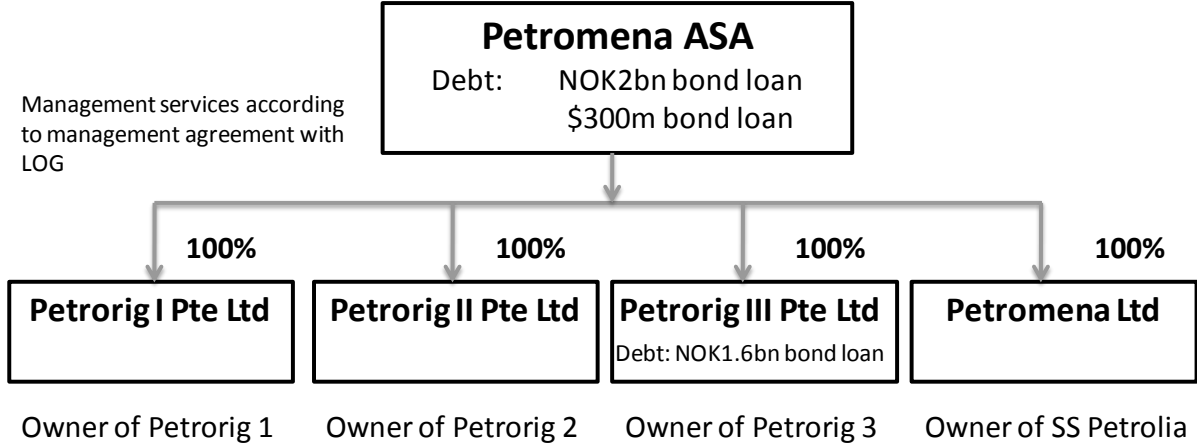 Petromena ASA
Debt: NOK2bn bond loan
$300m bond loan
Management services according
to management agreement with
LOG
100% 100% 100% 100%
Petrorig I Pte Ltd Petrorig II Pte Ltd Petrorig III Pte Ltd Petromena Ltd
Debt: NOK1.6bn bond loan
Owner of Petrorig 1 Owner of Petrorig 2 Owner of Petrorig 3 Owner of SS Petrolia